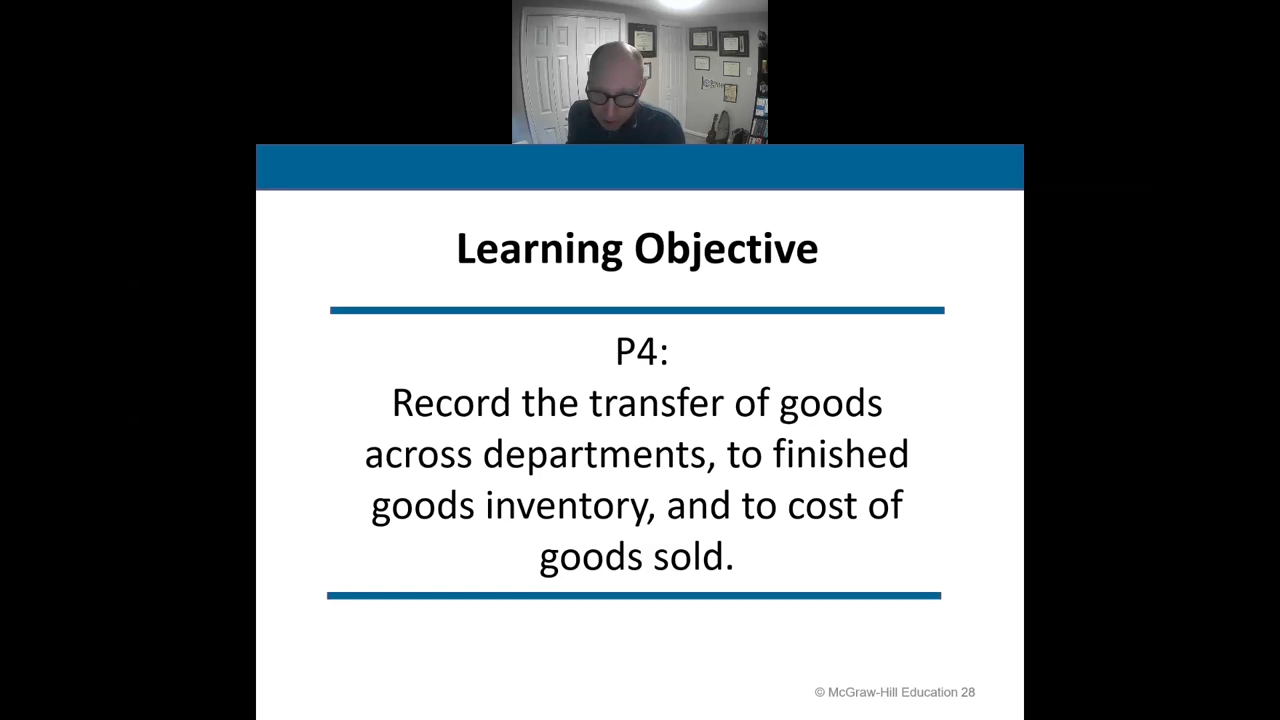 Learning Objective
P4:
Record the transfer of goods
across departments, to finished
goods inventory, and to cost of
goods sold.
© McGraw-Hill Education 28